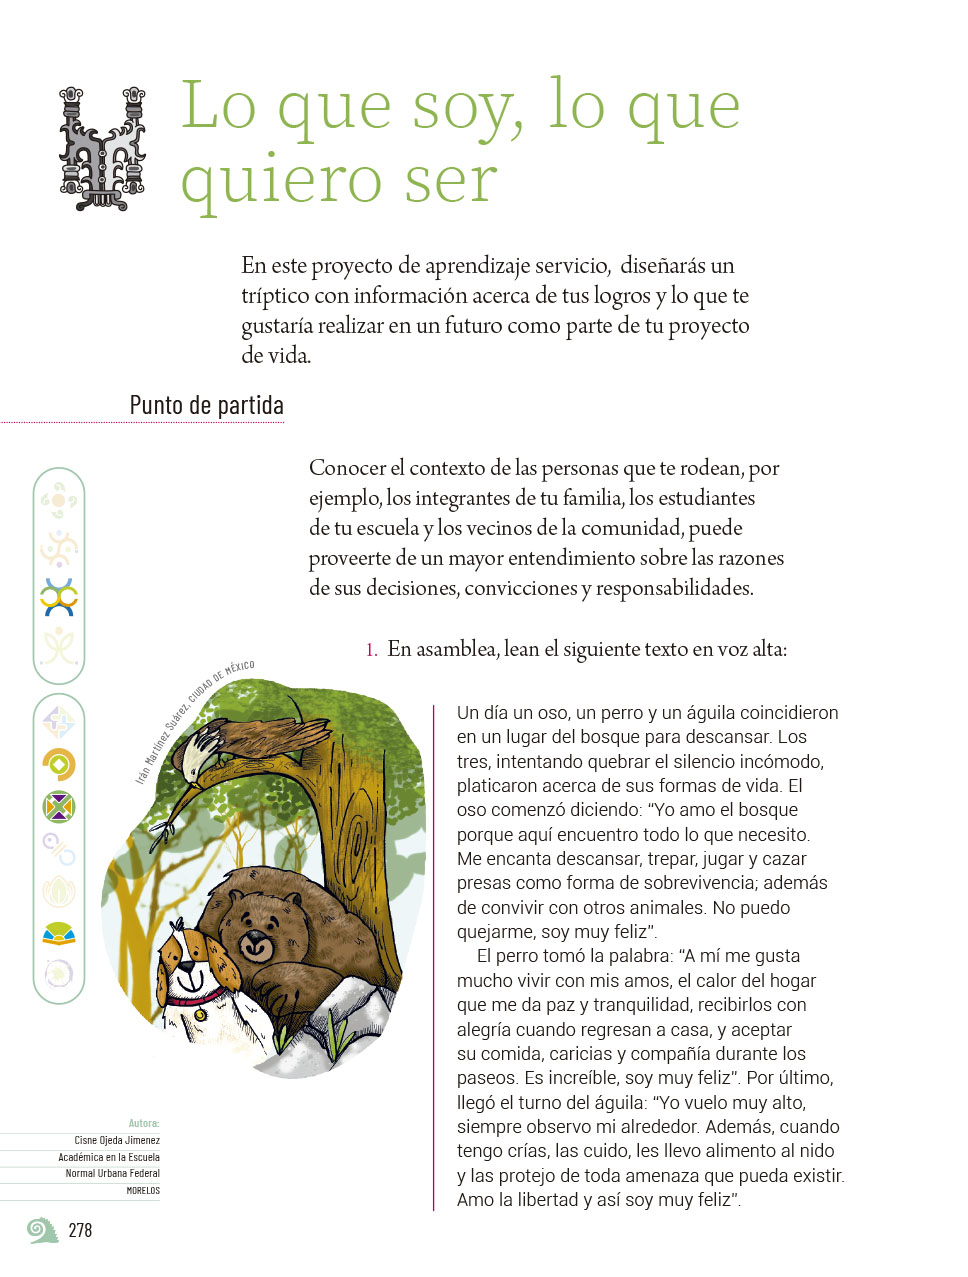 Lo que soy, lo que
quiero ser
En este proyecto de aprendizaje servicio, diseñarás un
tríptico con información acerca de tus logros y lo que te
gustaría realizar en un futuro como parte de tu proyecto
de vida.
Punto de partida
Conocer el contexto de las personas que te rodean, por
ejemplo, los integrantes de tu familia, los estudiantes
de tu escuela y los vecinos de la comunidad, puede
proveerte de un mayor entendimiento sobre las razones
de sus decisiones, convicciones y responsabilidades.
1. En asamblea, lean el siguiente texto en voz alta:
Irán Martínez Suárez, CIUDAD DE MÉXICO
Un día un oso, un perro y un águila coincidieron
en un lugar del bosque para descansar. Los
tres, intentando quebrar el silencio incómodo,
platicaron acerca de sus formas de vida. El
oso comenzó diciendo: “Yo amo el bosque
porque aquí encuentro todo lo que necesito.
Me encanta descansar, trepar, jugar y cazar
presas como forma de sobrevivencia; además
de convivir con otros animales. No puedo
quejarme, soy muy feliz”.
El perro tomó la palabra: “A mí me gusta
mucho vivir con mis amos, el calor del hogar
que me da paz y tranquilidad, recibirlos con
alegría cuando regresan a casa, y aceptar
su comida, caricias y compañía durante los
paseos. Es increíble, soy muy feliz”. Por último,
llegó el turno del águila: “Yo vuelo muy alto,
siempre observo mi alrededor. Además, cuando
tengo crías, las cuido, les llevo alimento al nido
y las protejo de toda amenaza que pueda existir.
Amo la libertad y así soy muy feliz”.
Autora:
Cisne Ojeda Jimenez
Académica en la Escuela
Normal Urbana Federal
MORELOS
278